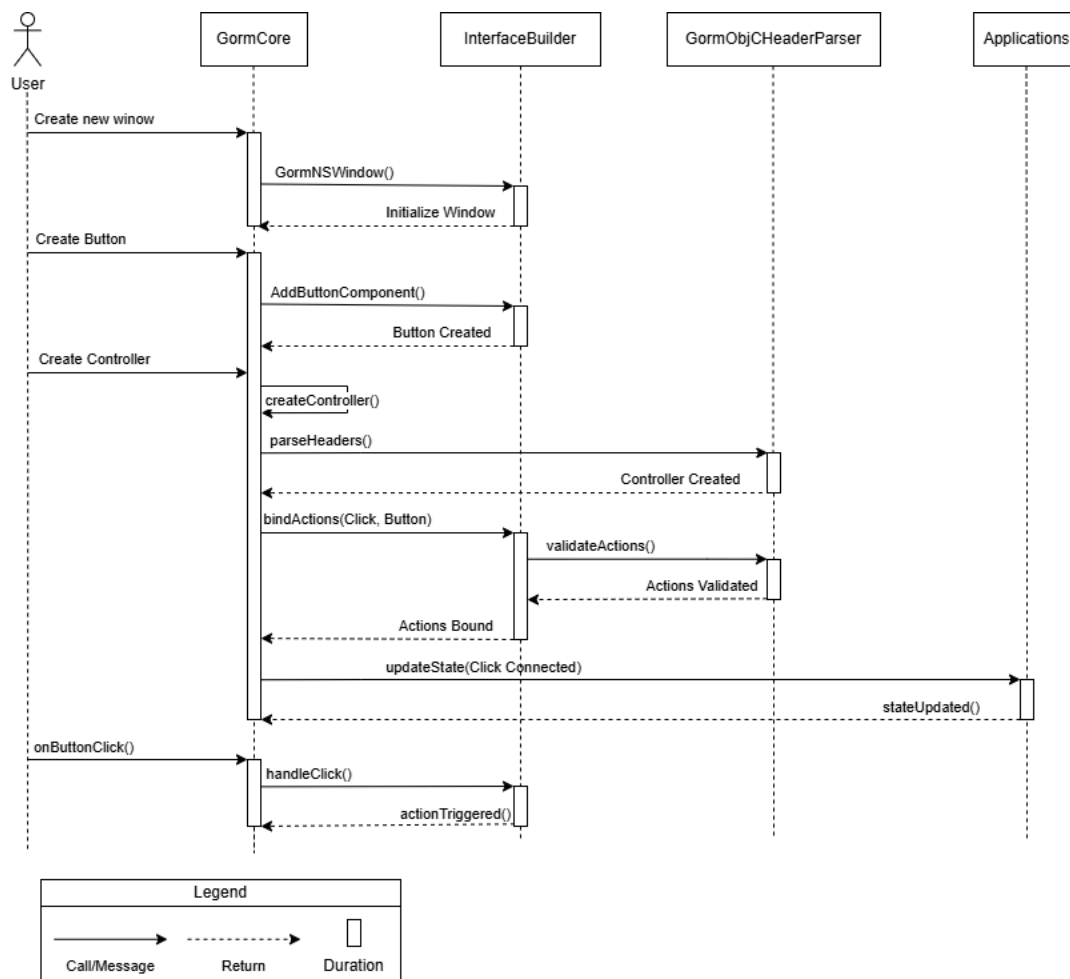 GormCore
InterfaceBuilder
GormObjCHeaderParser
Applications
User
Create new winow
GormNSWindow()
Initialize Window
Create Button
AddButtonComponent()
Button Created
Create Controller
createController()
parseHeaders()
Controller Created
bindActions(Click, Button)
validateActions()
Actions Validated
Actions Bound
updateState(Click Connected)
stateUpdated()
onButtonClick()
handleClick()
actionTriggered()
Legend
Call/Message
Return
Duration